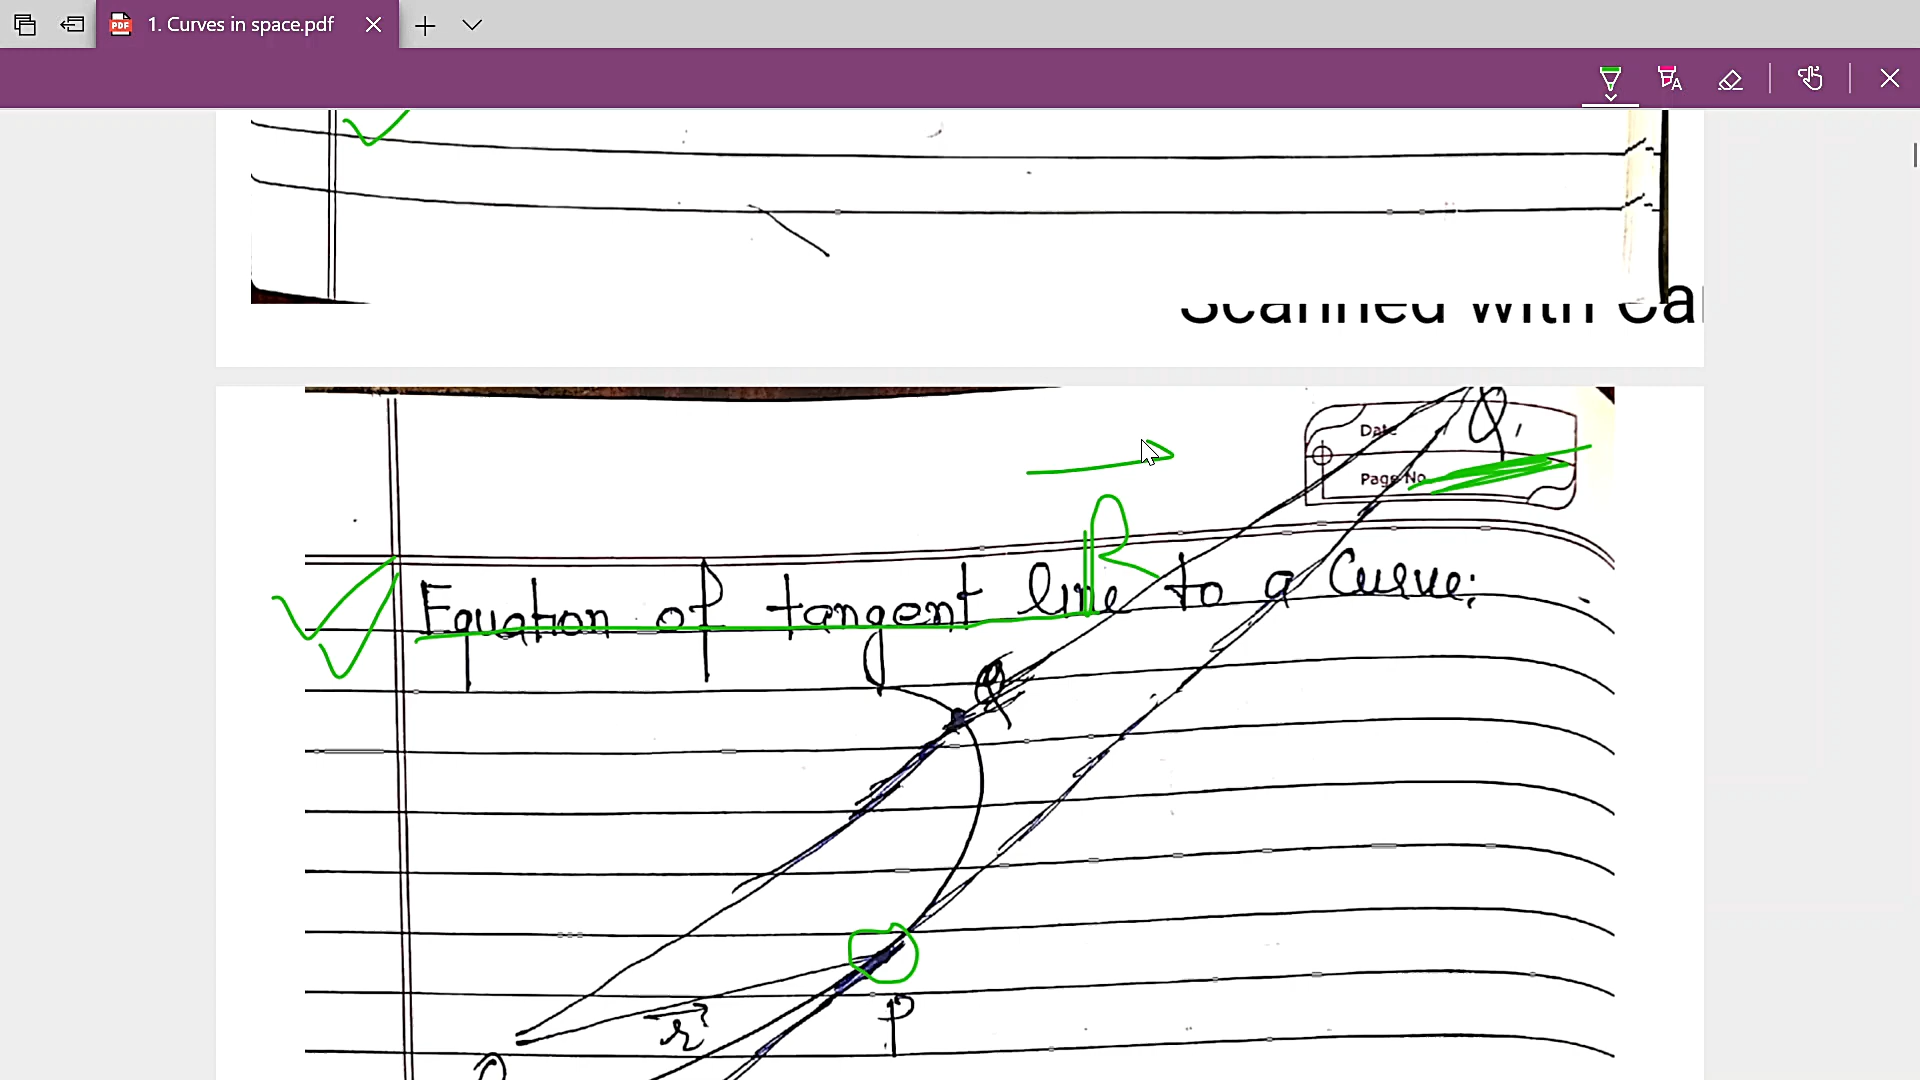 1. Curves in space.pdf
Date
Q,
Page No.
R
Equation of tangent line to a Curve:
Q
r
P
O